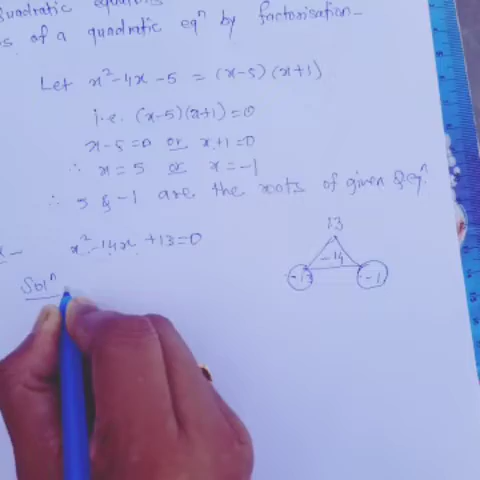 Quadratic equations
of a quadratic eqⁿ by factorisation-
Let x² - 4x - 5 = (x-5) (x+1)
i.e. (x-5)(x+1)=0
x-5=0 or x+1=0
∴ x = 5 or x = -1
∴ 5 & -1 are the roots of given Q.Eqⁿ.
x² - 14x + 13 = 0
13
-14
-13 -1
Solⁿ